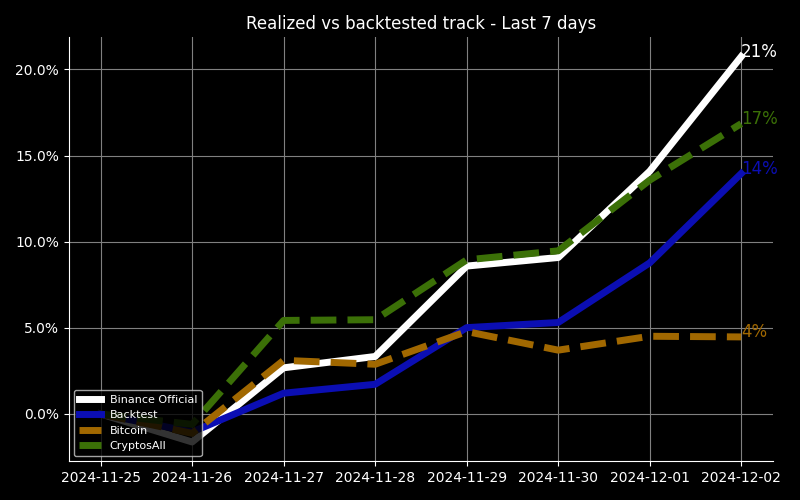 Realized vs backtested track - Last 7 days
21%
20.0%
17%
15.0%
14%
10.0%
5.0%
4%
0.0%
Binance Official
Backtest
Bitcoin
CryptosAll
2024-11-25 2024-11-26 2024-11-27 2024-11-28 2024-11-29 2024-11-30 2024-12-01 2024-12-02